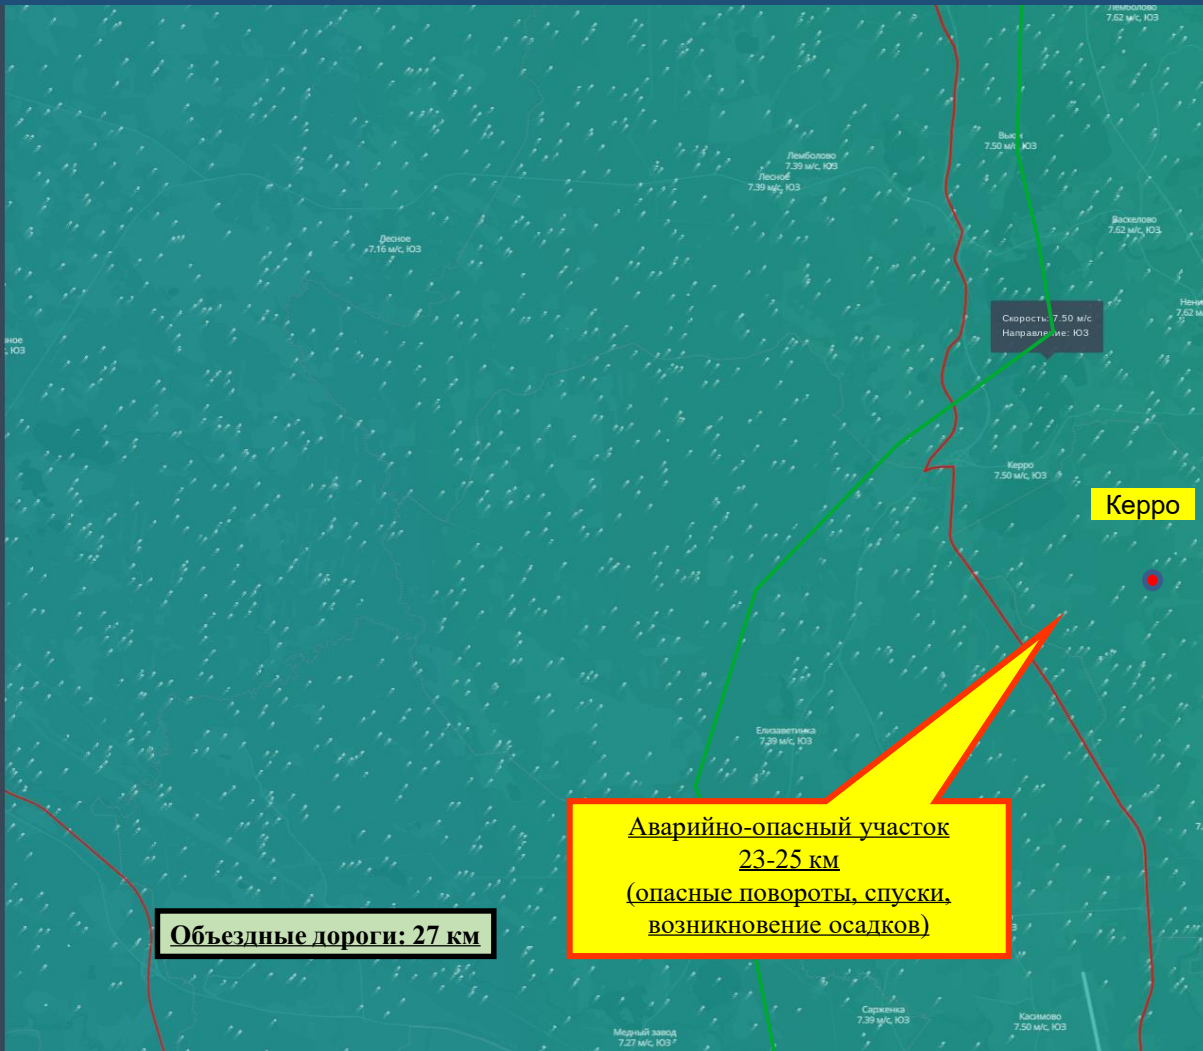 Лемболово
7.62 м/с, ЮЗ
Вьюн
7.50 м/с, ЮЗ
Лемболово
7.39 м/с, ЮЗ
Лесное
7.39 м/с, ЮЗ
Васкелово
7.62 м/с, ЮЗ
Лесное
7.16 м/с, ЮЗ
7.62 м/
Скорость: 7.50 м/с
Направление: ЮЗ
ное
, ЮЗ
Керро
7.50 м/с, ЮЗ
Керро
Елизаветинка
7.39 м/с, ЮЗ
Аварийно-опасный участок
23-25 км
(опасные повороты, спуски,
возникновение осадков)
Объездные дороги: 27 км
Сарженка
7.39 м/с, ЮЗ
Касимово
7.50 м/с, ЮЗ
Медный завод
7.27 м/с, ЮЗ